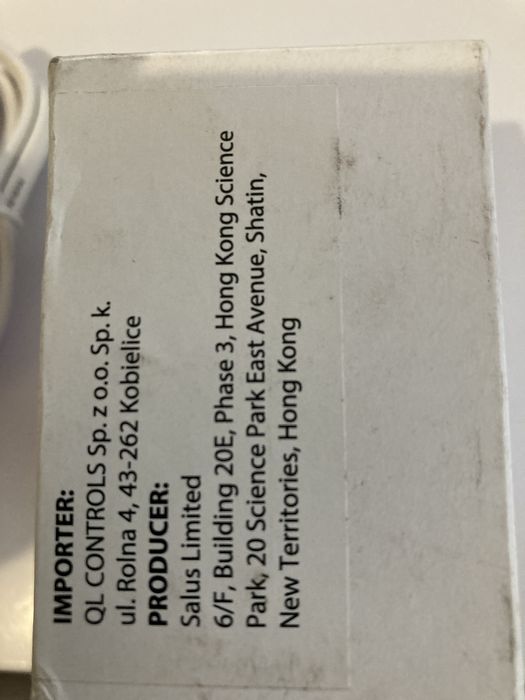 IMPORTER:
QL CONTROLS Sp. z o.o. Sp. k.
ul. Rolna 4, 43-262 Kobielice
PRODUCER:
Salus Limited
6/F, Building 20E, Phase 3, Hong Kong Science
Park, 20 Science Park East Avenue, Shatin,
New Territories, Hong Kong